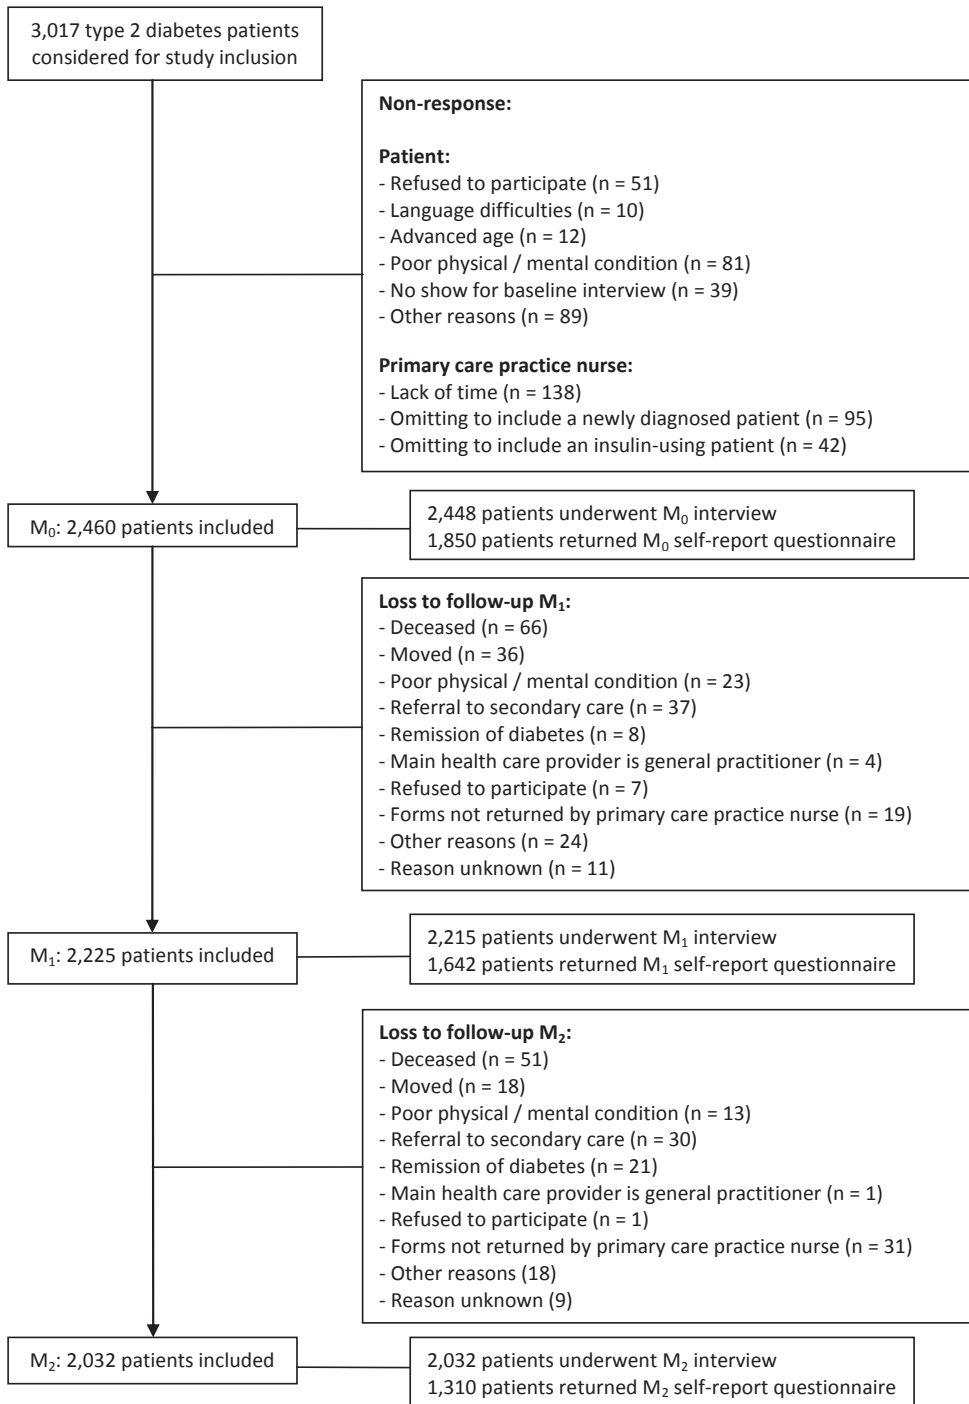 3,017 type 2 diabetes patients
considered for study inclusion
Non-response:
Patient:
- Refused to participate (n = 51)
- Language difficulties (n = 10)
- Advanced age (n = 12)
- Poor physical / mental condition (n = 81)
- No show for baseline interview (n = 39)
- Other reasons (n = 89)
Primary care practice nurse:
- Lack of time (n = 138)
- Omitting to include a newly diagnosed patient (n = 95)
- Omitting to include an insulin-using patient (n = 42)
M₀: 2,460 patients included
2,448 patients underwent M₀ interview
1,850 patients returned M₀ self-report questionnaire
Loss to follow-up M₁:
- Deceased (n = 66)
- Moved (n = 36)
- Poor physical / mental condition (n = 23)
- Referral to secondary care (n = 37)
- Remission of diabetes (n = 8)
- Main health care provider is general practitioner (n = 4)
- Refused to participate (n = 7)
- Forms not returned by primary care practice nurse (n = 19)
- Other reasons (n = 24)
- Reason unknown (n = 11)
M₁: 2,225 patients included
2,215 patients underwent M₁ interview
1,642 patients returned M₁ self-report questionnaire
Loss to follow-up M₂:
- Deceased (n = 51)
- Moved (n = 18)
- Poor physical / mental condition (n = 13)
- Referral to secondary care (n = 30)
- Remission of diabetes (n = 21)
- Main health care provider is general practitioner (n = 1)
- Refused to participate (n = 1)
- Forms not returned by primary care practice nurse (n = 31)
- Other reasons (18)
- Reason unknown (9)
M₂: 2,032 patients included
2,032 patients underwent M₂ interview
1,310 patients returned M₂ self-report questionnaire